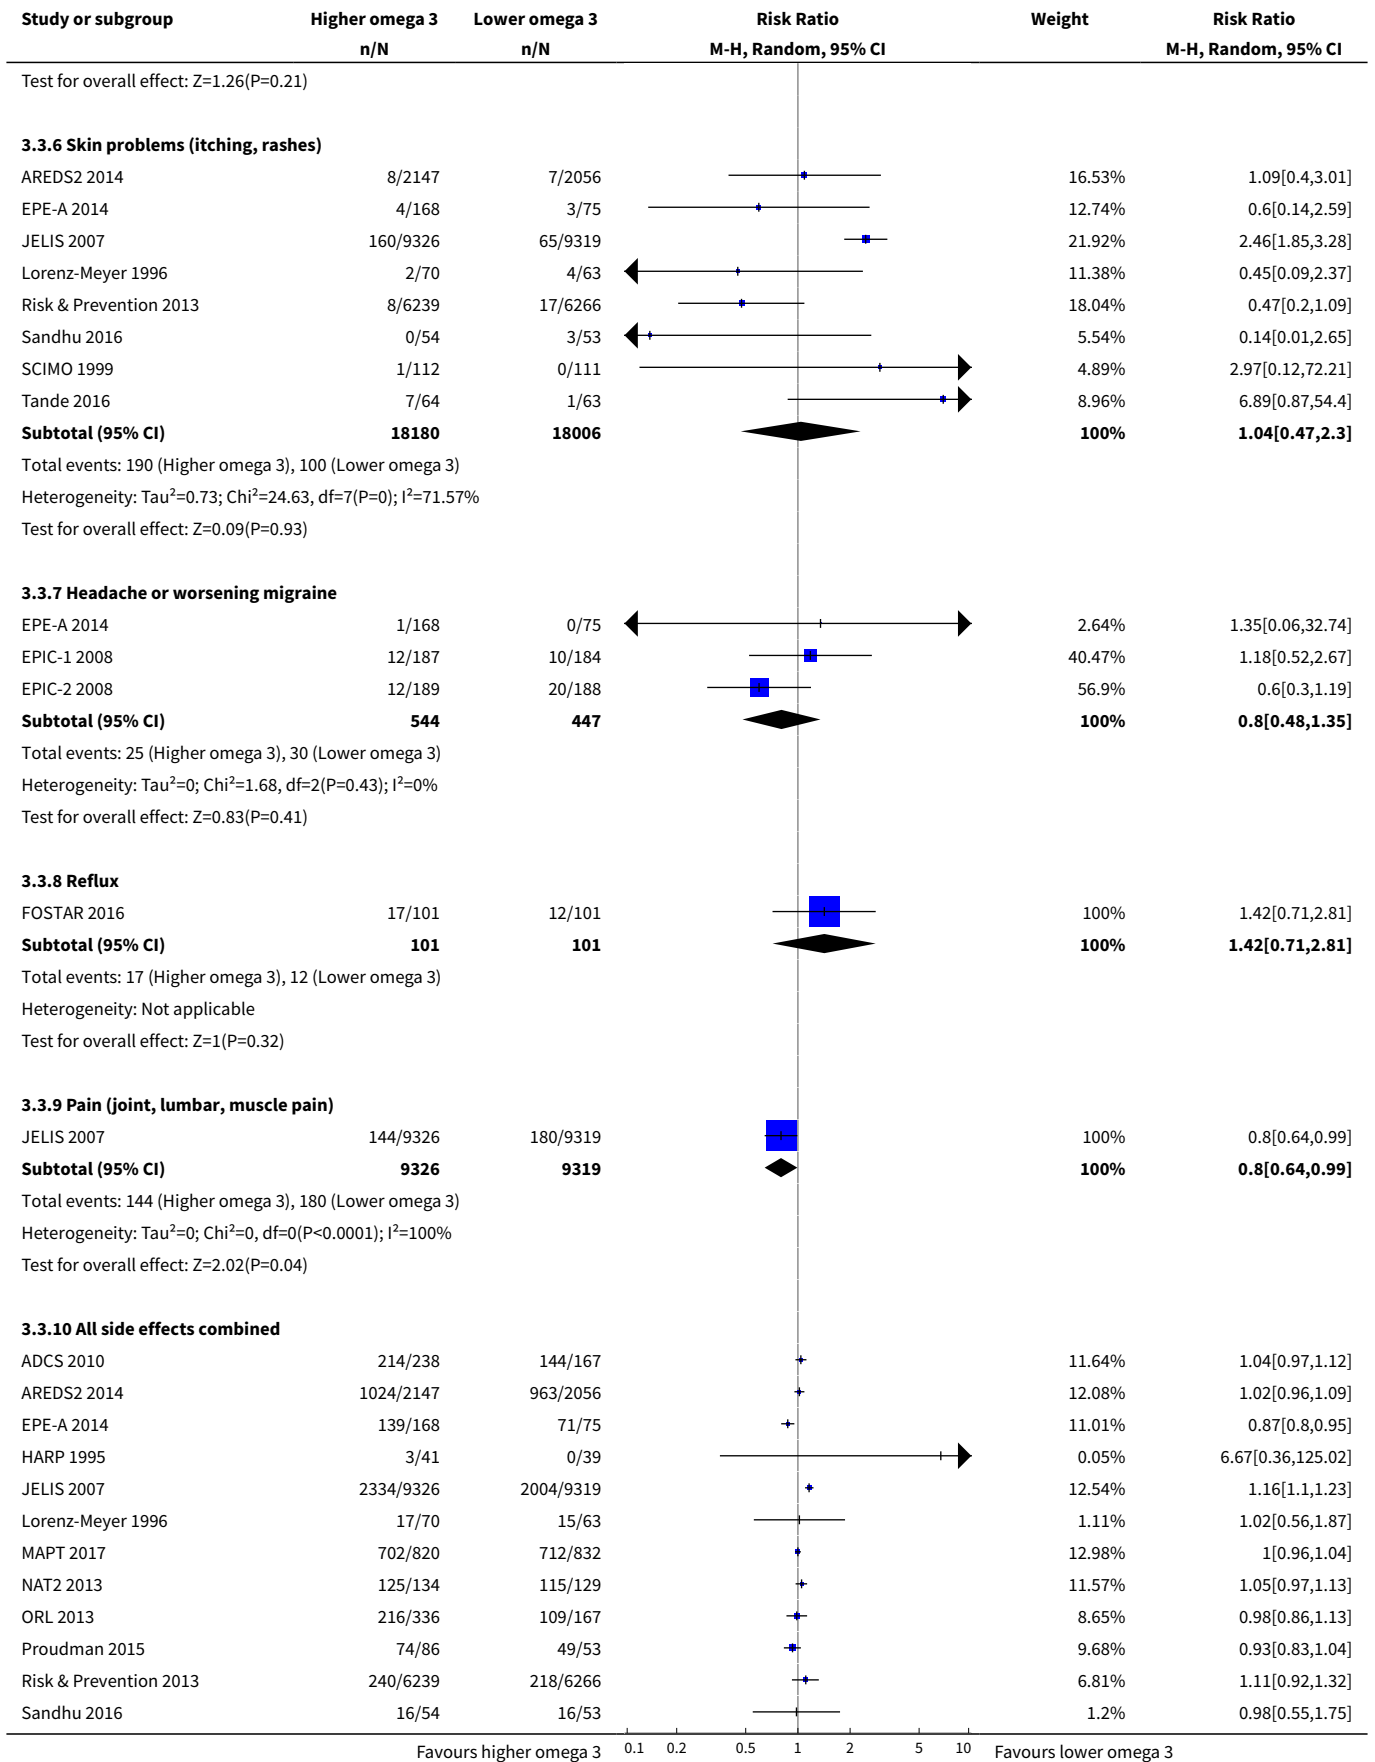 Study or subgroup Higher omega 3 Lower omega 3 Risk Ratio Weight Risk Ratio
n/N n/N M-H, Random, 95% CI M-H, Random, 95% CI
Test for overall effect: Z=1.26(P=0.21)
3.3.6 Skin problems (itching, rashes)
AREDS2 2014 8/2147 7/2056 16.53% 1.09[0.4,3.01]
EPE-A 2014 4/168 3/75 12.74% 0.6[0.14,2.59]
JELIS 2007 160/9326 65/9319 21.92% 2.46[1.85,3.28]
Lorenz-Meyer 1996 2/70 4/63 11.38% 0.45[0.09,2.37]
Risk & Prevention 2013 8/6239 17/6266 18.04% 0.47[0.2,1.09]
Sandhu 2016 0/54 3/53 5.54% 0.14[0.01,2.65]
SCIMO 1999 1/112 0/111 4.89% 2.97[0.12,72.21]
Tande 2016 7/64 1/63 8.96% 6.89[0.87,54.4]
Subtotal (95% CI) 18180 18006 100% 1.04[0.47,2.3]
Total events: 190 (Higher omega 3), 100 (Lower omega 3)
Heterogeneity: Tau²=0.73; Chi²=24.63, df=7(P=0); I²=71.57%
Test for overall effect: Z=0.09(P=0.93)
3.3.7 Headache or worsening migraine
EPE-A 2014 1/168 0/75 2.64% 1.35[0.06,32.74]
EPIC-1 2008 12/187 10/184 40.47% 1.18[0.52,2.67]
EPIC-2 2008 12/189 20/188 56.9% 0.6[0.3,1.19]
Subtotal (95% CI) 544 447 100% 0.8[0.48,1.35]
Total events: 25 (Higher omega 3), 30 (Lower omega 3)
Heterogeneity: Tau²=0; Chi²=1.68, df=2(P=0.43); I²=0%
Test for overall effect: Z=0.83(P=0.41)
3.3.8 Reflux
FOSTAR 2016 17/101 12/101 100% 1.42[0.71,2.81]
Subtotal (95% CI) 101 101 100% 1.42[0.71,2.81]
Total events: 17 (Higher omega 3), 12 (Lower omega 3)
Heterogeneity: Not applicable
Test for overall effect: Z=1(P=0.32)
3.3.9 Pain (joint, lumbar, muscle pain)
JELIS 2007 144/9326 180/9319 100% 0.8[0.64,0.99]
Subtotal (95% CI) 9326 9319 100% 0.8[0.64,0.99]
Total events: 144 (Higher omega 3), 180 (Lower omega 3)
Heterogeneity: Tau²=0; Chi²=0, df=0(P<0.0001); I²=100%
Test for overall effect: Z=2.02(P=0.04)
3.3.10 All side effects combined
ADCS 2010 214/238 144/167 11.64% 1.04[0.97,1.12]
AREDS2 2014 1024/2147 963/2056 12.08% 1.02[0.96,1.09]
EPE-A 2014 139/168 71/75 11.01% 0.87[0.8,0.95]
HARP 1995 3/41 0/39 0.05% 6.67[0.36,125.02]
JELIS 2007 2334/9326 2004/9319 12.54% 1.16[1.1,1.23]
Lorenz-Meyer 1996 17/70 15/63 1.11% 1.02[0.56,1.87]
MAPT 2017 702/820 712/832 12.98% 1[0.96,1.04]
NAT2 2013 125/134 115/129 11.57% 1.05[0.97,1.13]
ORL 2013 216/336 109/167 8.65% 0.98[0.86,1.13]
Proudman 2015 74/86 49/53 9.68% 0.93[0.83,1.04]
Risk & Prevention 2013 240/6239 218/6266 6.81% 1.11[0.92,1.32]
Sandhu 2016 16/54 16/53 1.2% 0.98[0.55,1.75]
Favours higher omega 3 0.1 0.2 0.5 1 2 5 10 Favours lower omega 3